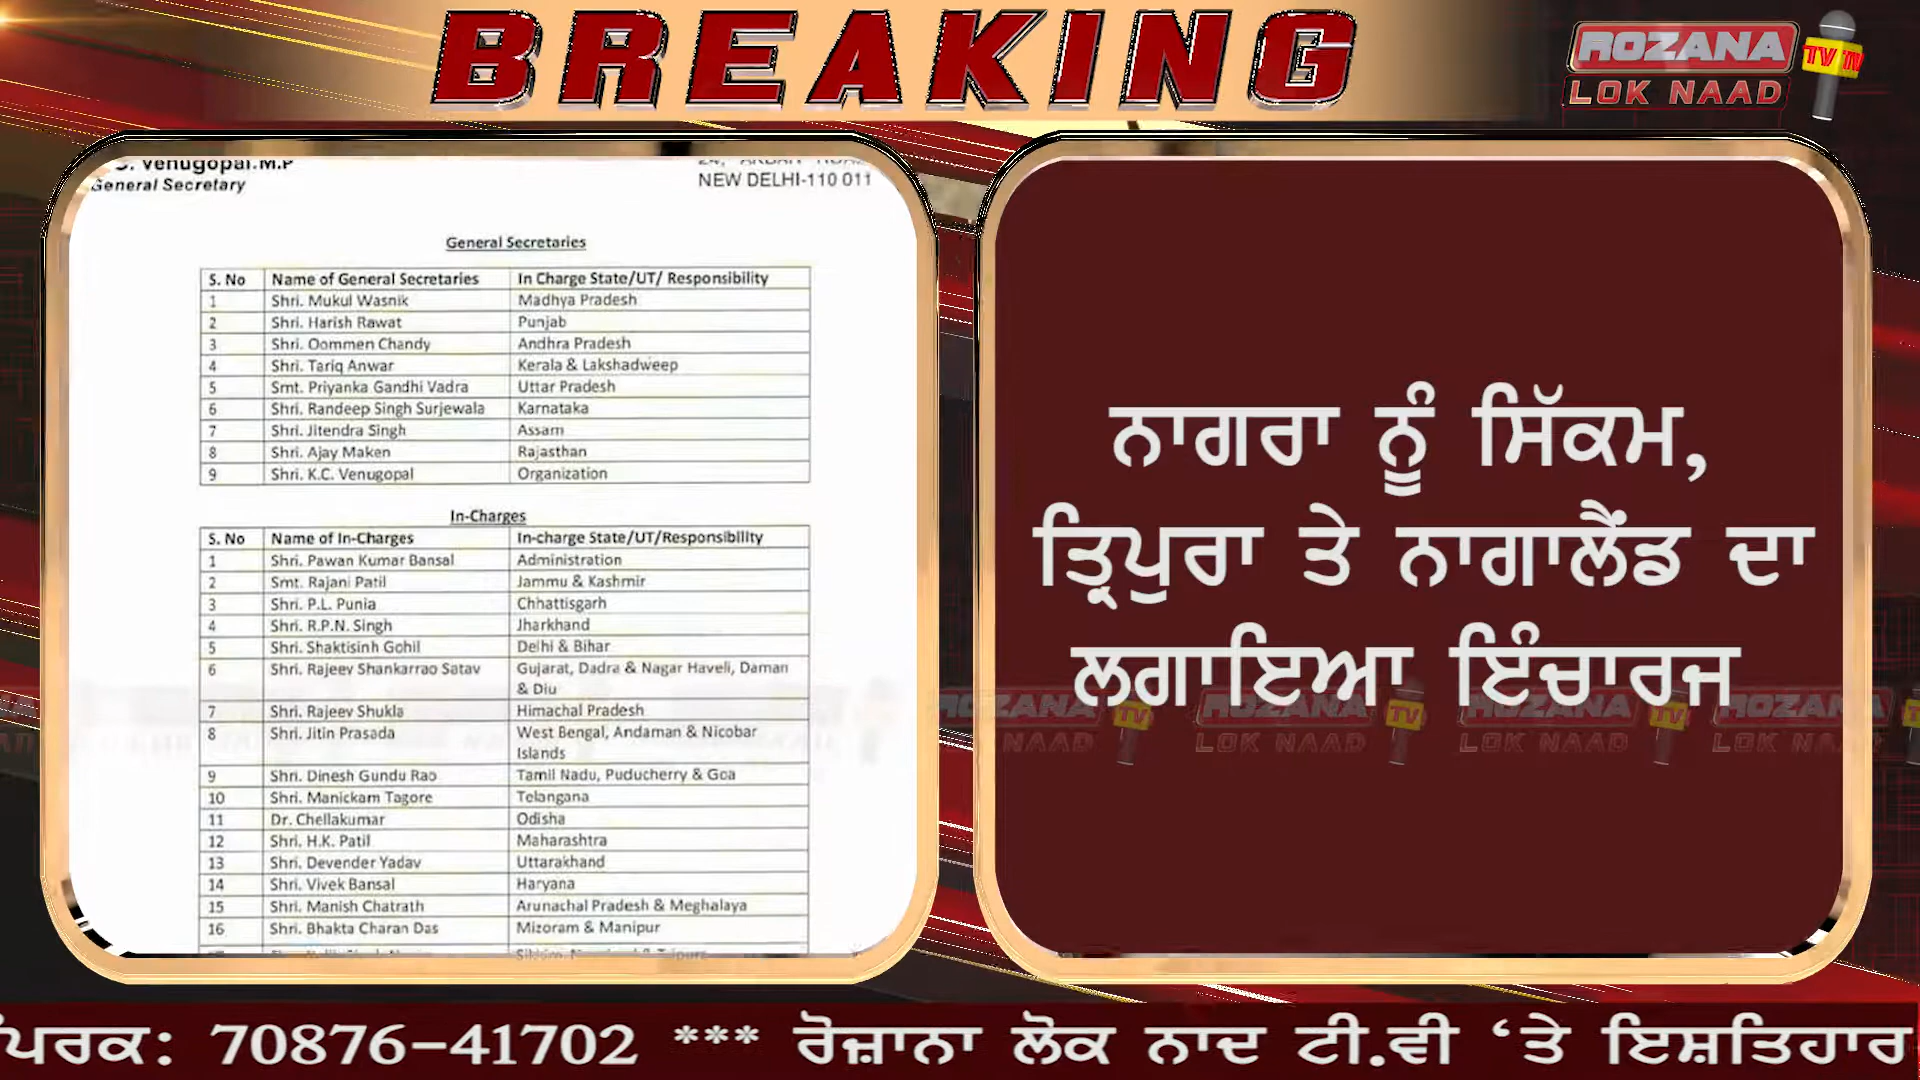 BREAKING
ROZANA TV
LOK NAAD
Venugopal.M.P
General Secretary
NEW DELHI-110 011
General Secretaries
S. No Name of General Secretaries In Charge State/UT/ Responsibility
1 Shri. Mukul Wasnik Madhya Pradesh
2 Shri. Harish Rawat Punjab
3 Shri. Oommen Chandy Andhra Pradesh
4 Shri. Tariq Anwar Kerala & Lakshadweep
5 Smt. Priyanka Gandhi Vadra Uttar Pradesh
6 Shri. Randeep Singh Surjewala Karnataka
7 Shri. Jitendra Singh Assam
8 Shri. Ajay Maken Rajasthan
9 Shri. K.C. Venugopal Organization
In-Charges
S. No Name of In-Charges In-charge State/UT/Responsibility
1 Shri. Pawan Kumar Bansal Administration
2 Smt. Rajani Patil Jammu & Kashmir
3 Shri. P.L. Punia Chhattisgarh
4 Shri. R.P.N. Singh Jharkhand
5 Shri. Shaktisinh Gohil Delhi & Bihar
6 Shri. Rajeev Shankarrao Satav Gujarat, Dadra & Nagar Haveli, Daman
& Diu
7 Shri. Rajeev Shukla Himachal Pradesh
8 Shri. Jitin Prasada West Bengal, Andaman & Nicobar
Islands
9 Shri. Dinesh Gundu Rao Tamil Nadu, Puducherry & Goa
10 Shri. Manickam Tagore Telangana
11 Dr. Chellakumar Odisha
12 Shri. H.K. Patil Maharashtra
13 Shri. Devender Yadav Uttarakhand
14 Shri. Vivek Bansal Haryana
15 Shri. Manish Chatrath Arunachal Pradesh & Meghalaya
16 Shri. Bhakta Charan Das Mizoram & Manipur
ਨਾਗਰਾ ਨੂੰ ਸਿੱਕਮ,
ਤ੍ਰਿਪੁਰਾ ਤੇ ਨਾਗਾਲੈਂਡ ਦਾ
ਲਗਾਇਆ ਇੰਚਾਰਜ
ਪਰਕ: 70876-41702 *** ਰੋਜ਼ਾਨਾ ਲੋਕ ਨਾਦ ਟੀ.ਵੀ ‘ਤੇ ਇਸ਼ਤਿਹਾਰ